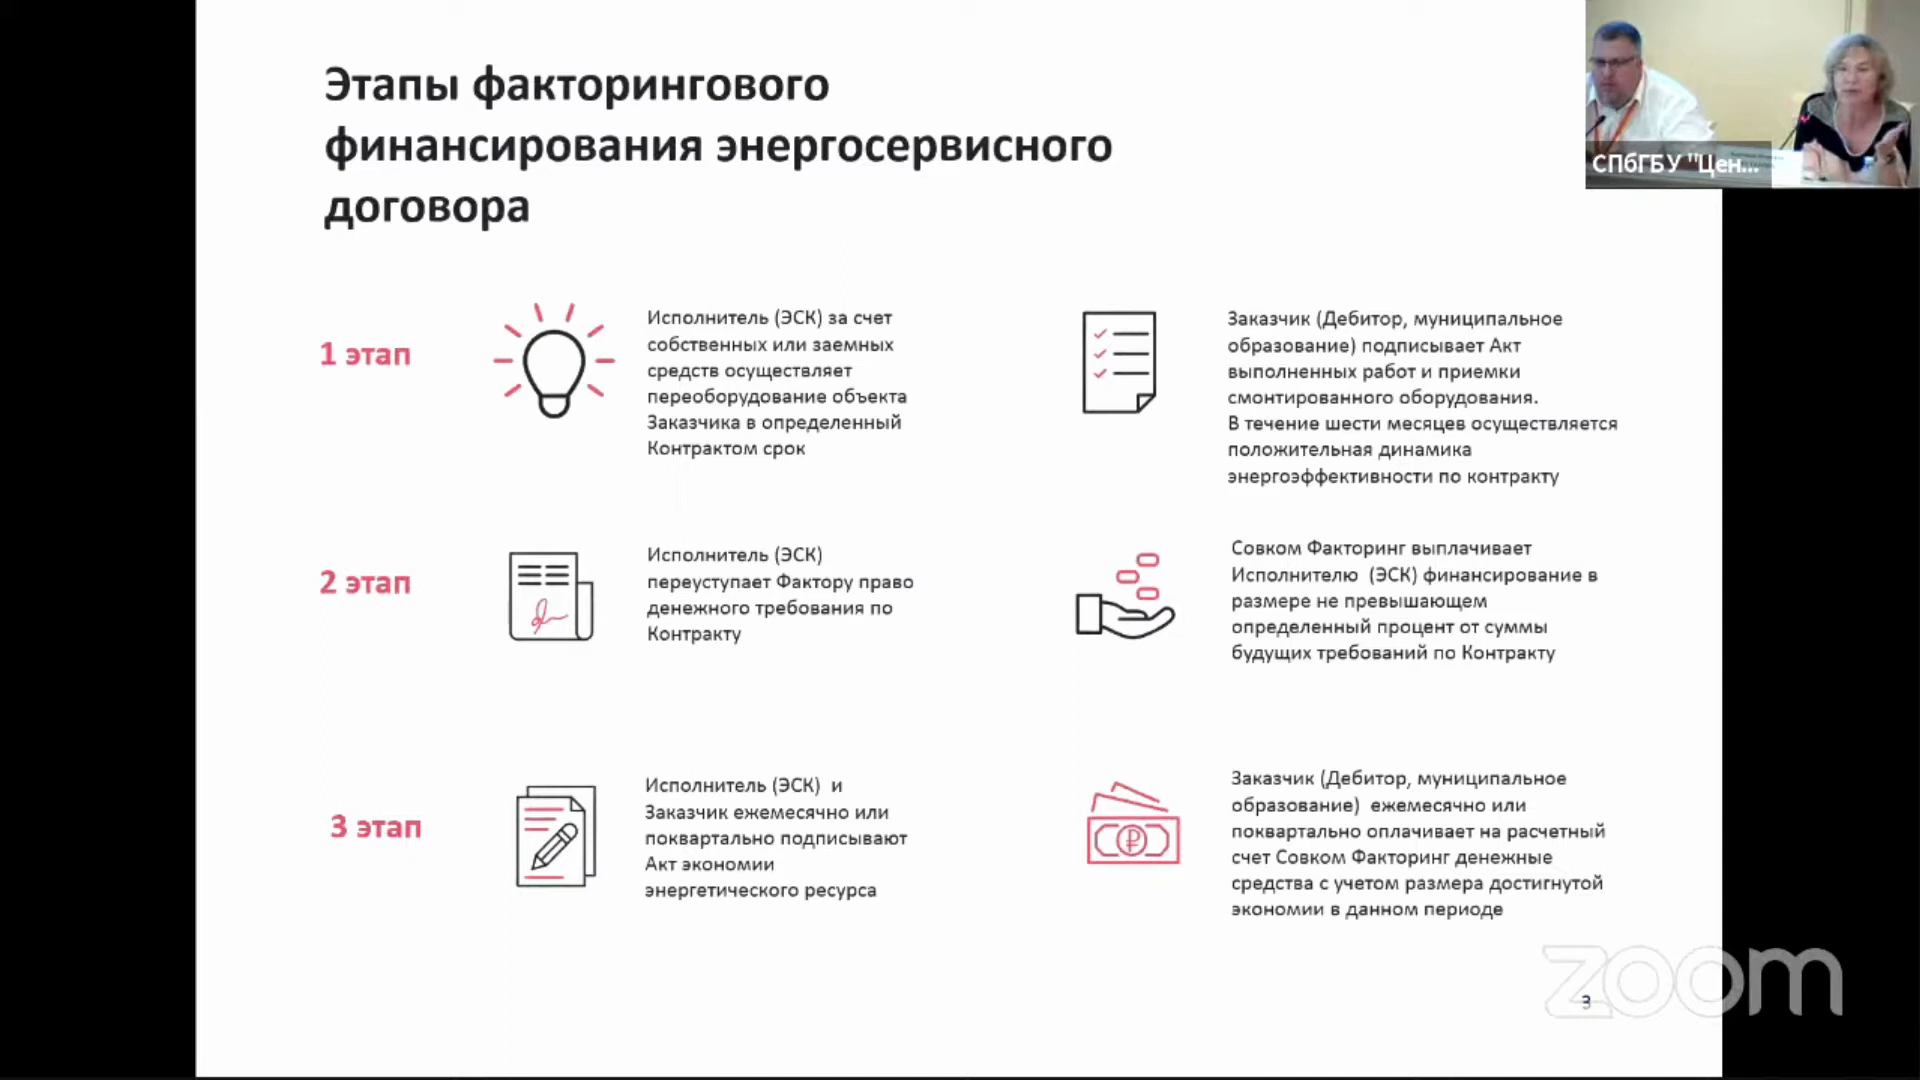 Этапы факторингового
финансирования энергосервисного
договора
СПбГБУ "Цен...
1 этап
Исполнитель (ЭСК) за счет
собственных или заемных
средств осуществляет
переоборудование объекта
Заказчика в определенный
Контрактом срок
Заказчик (Дебитор, муниципальное
образование) подписывает Акт
выполненных работ и приемки
смонтированного оборудования.
В течение шести месяцев осуществляется
положительная динамика
энергоэффективности по контракту
2 этап
Исполнитель (ЭСК)
переуступает Фактору право
денежного требования по
Контракту
Совком Факторинг выплачивает
Исполнителю (ЭСК) финансирование в
размере не превышающем
определенный процент от суммы
будущих требований по Контракту
3 этап
Исполнитель (ЭСК) и
Заказчик ежемесячно или
поквартально подписывают
Акт экономии
энергетического ресурса
Заказчик (Дебитор, муниципальное
образование) ежемесячно или
поквартально оплачивает на расчетный
счет Совком Факторинг денежные
средства с учетом размера достигнутой
экономии в данном периоде
zoom
3